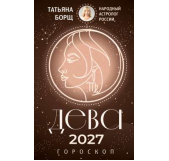 ТАТЬЯНА
БОРЩ
НАРОДНЫЙ
АСТРОЛОГ
РОССИИ
ДЕВА
2027
ГОРОСКОП